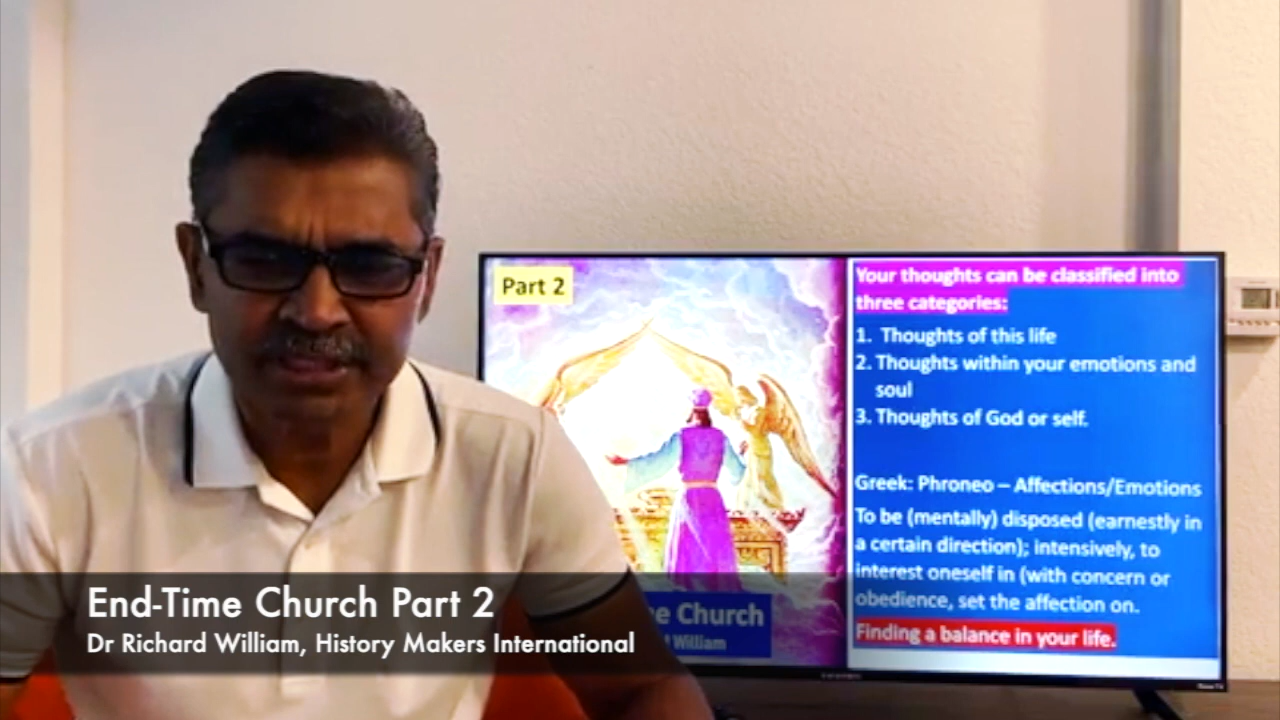 Part 2
Your thoughts can be classified into
three categories:
1. Thoughts of this life
2. Thoughts within your emotions and
soul
3. Thoughts of God or self.
Greek: Phroneo – Affections/Emotions
To be (mentally) disposed (earnestly in
a certain direction); intensively, to
interest oneself in (with concern or
obedience, set the affection on.
Finding a balance in your life.
Church
William
End-Time Church Part 2
Dr Richard William, History Makers International